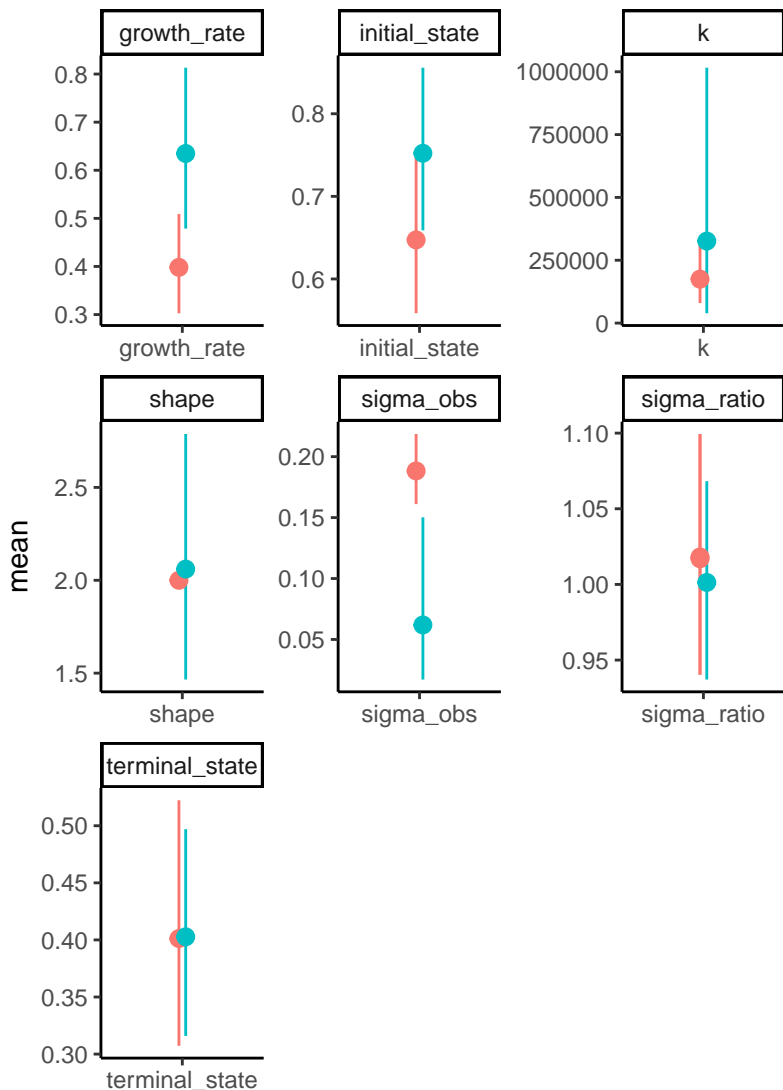 growth_rate
initial_state
k
0.8
0.7
0.6
0.5
0.4
0.3
growth_rate
0.8
0.7
0.6
initial_state
1000000
750000
500000
250000
0
k
shape
sigma_obs
sigma_ratio
mean
2.5
2.0
1.5
shape
0.20
0.15
0.10
0.05
sigma_obs
1.10
1.05
1.00
0.95
sigma_ratio
terminal_state
0.50
0.45
0.40
0.35
0.30
terminal_state